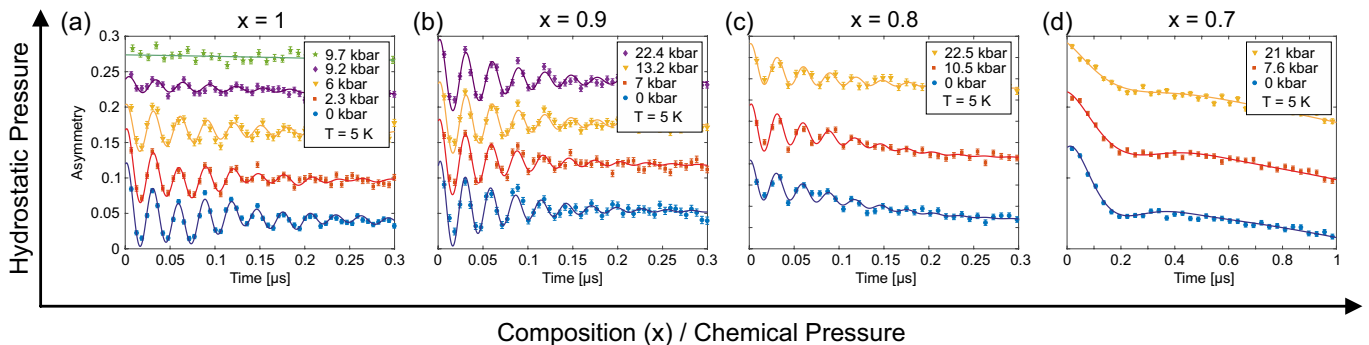 Hydrostatic Pressure
(a)
x = 1
Asymmetry
0.3
0.25
0.2
0.15
0.1
0.05
0
9.7 kbar
9.2 kbar
6 kbar
2.3 kbar
0 kbar
T = 5 K
0 0.05 0.1 0.15 0.2 0.25 0.3
Time [μs]
(b)
x = 0.9
22.4 kbar
13.2 kbar
7 kbar
0 kbar
T = 5 K
0 0.05 0.1 0.15 0.2 0.25 0.3
Time [μs]
(c)
x = 0.8
22.5 kbar
10.5 kbar
0 kbar
T = 5 K
0 0.05 0.1 0.15 0.2 0.25 0.3
Time [μs]
(d)
x = 0.7
21 kbar
7.6 kbar
0 kbar
T = 5 K
0 0.2 0.4 0.6 0.8 1
Time [μs]
Composition (x) / Chemical Pressure